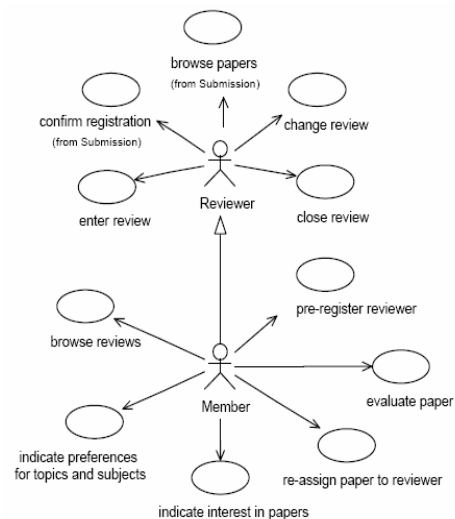 browse papers
(from Submission)
confirm registration
(from Submission)
change review
enter review
Reviewer
close review
pre-register reviewer
browse reviews
evaluate paper
Member
indicate preferences
for topics and subjects
re-assign paper to reviewer
indicate interest in papers